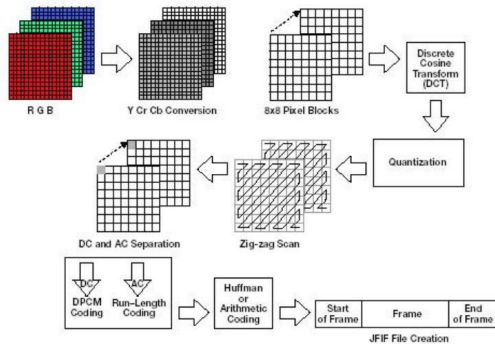 R G B
Y Cr Cb Conversion
8x8 Pixel Blocks
Discrete
Cosine
Transform
(DCT)
Quantization
Zig-zag Scan
DC and AC Separation
DC
DPCM
Coding
AC
Run-Length
Coding
Huffman
or
Arithmetic
Coding
Start
of Frame
Frame
End
of Frame
JFIF File Creation